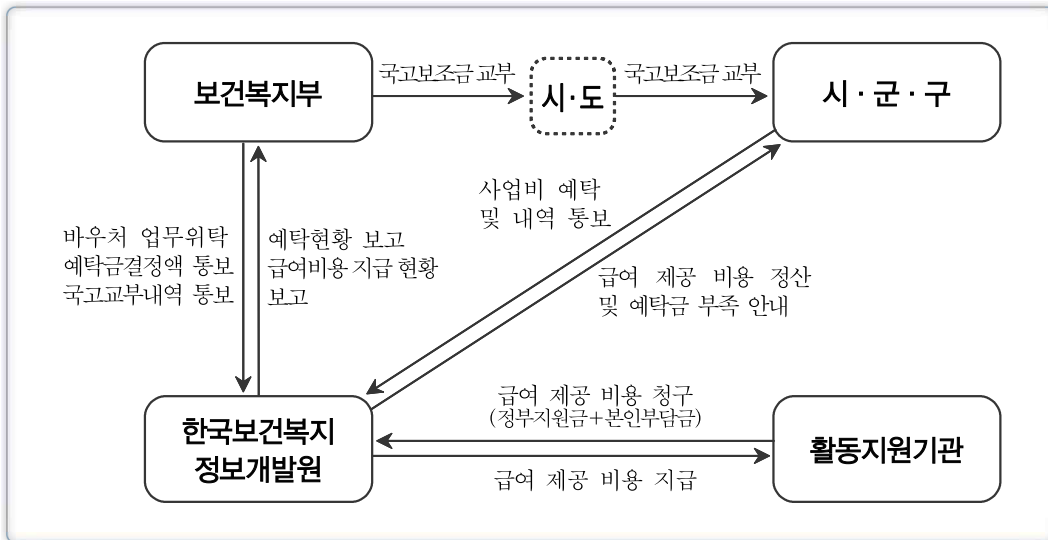 보건복지부
국고보조금 교부
시·도
국고보조금 교부
시·군·구
사업비 예탁
및 내역 통보
바우처 업무위탁
예탁금결정액 통보
국고교부내역 통보
예탁현황 보고
급여비용 지급 현황
보고
급여 제공 비용 정산
및 예탁금 부족 안내
한국보건복지
정보개발원
급여 제공 비용 청구
(정부지원금+본인부담금)
급여 제공 비용 지급
활동지원기관